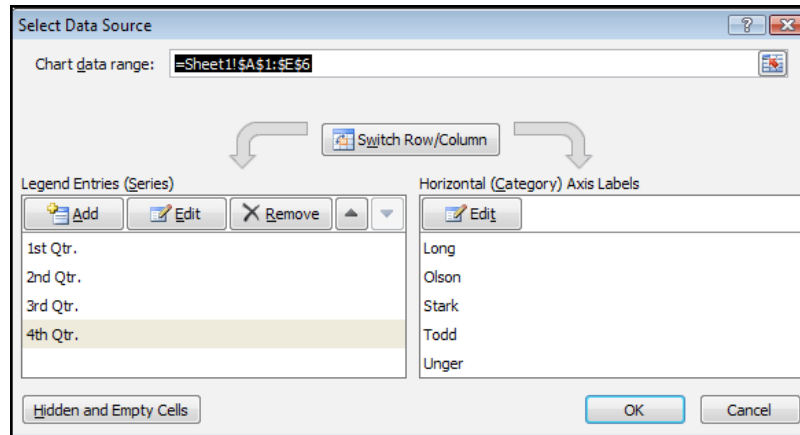 Select Data Source
Chart data range: =Sheet1!$A$1:$E$6
Switch Row/Column
Legend Entries (Series)
Add Edit Remove
1st Qtr.
2nd Qtr.
3rd Qtr.
4th Qtr.
Horizontal (Category) Axis Labels
Edit
Long
Olson
Stark
Todd
Unger
Hidden and Empty Cells
OK Cancel